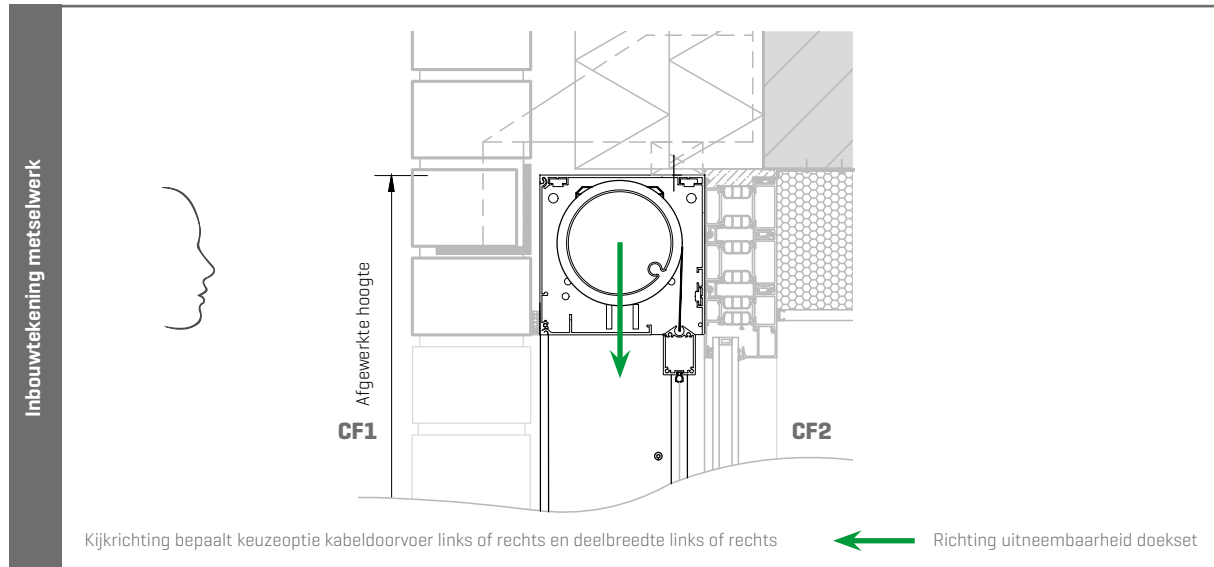 Inbouwtekening metselwerk
Afgewerkte hoogte
CF1
CF2
Kijkrichting bepaalt keuzeoptie kabeldoorvoer links of rechts en deelbreedte links of rechts
Richting uitneembaarheid doekset